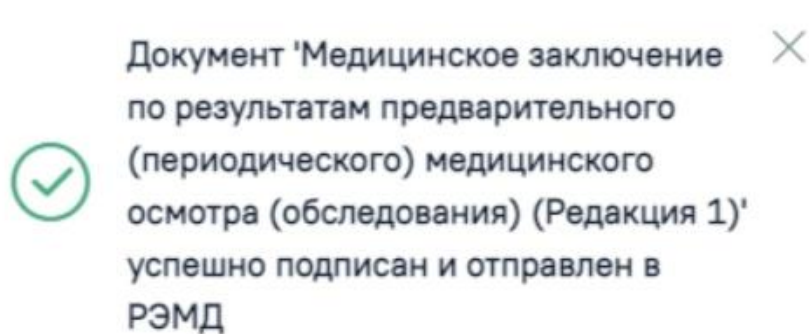 Документ 'Медицинское заключение
по результатам предварительного
(периодического) медицинского
осмотра (обследования) (Редакция 1)'
успешно подписан и отправлен в
РЭМД